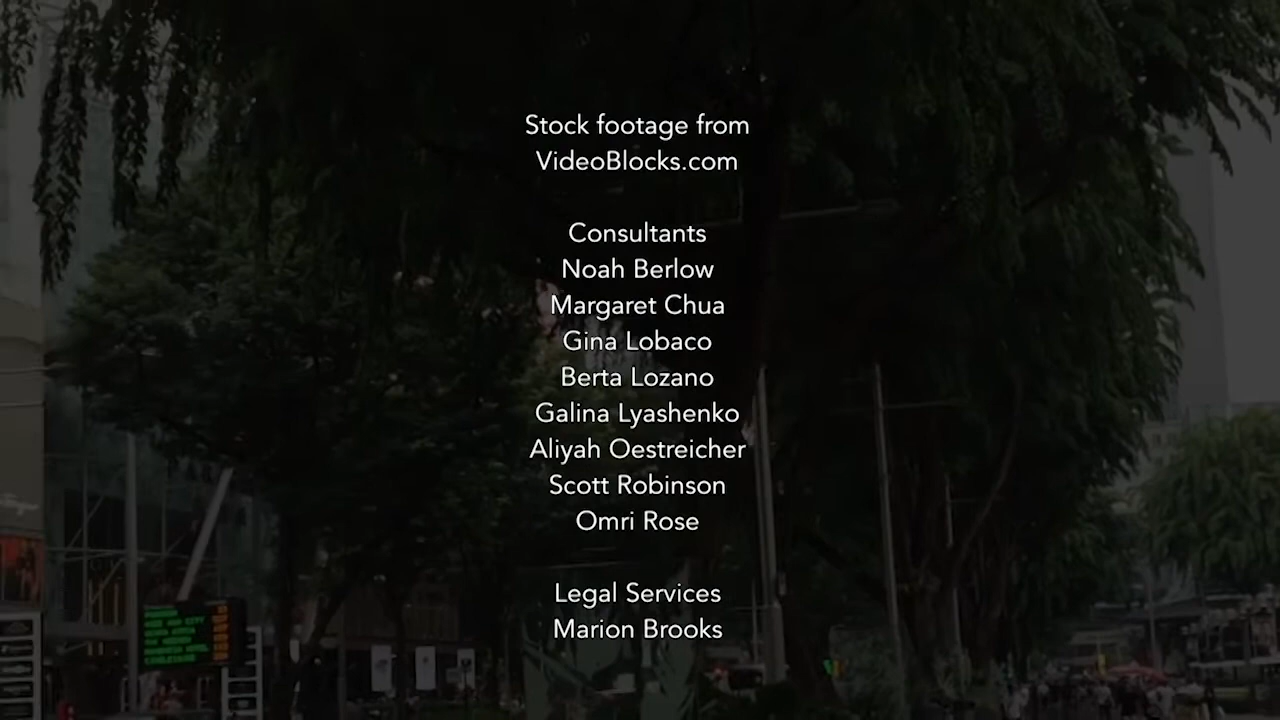 Stock footage from
VideoBlocks.com
Consultants
Noah Berlow
Margaret Chua
Gina Lobaco
Berta Lozano
Galina Lyashenko
Aliyah Oestreicher
Scott Robinson
Omri Rose
Legal Services
Marion Brooks